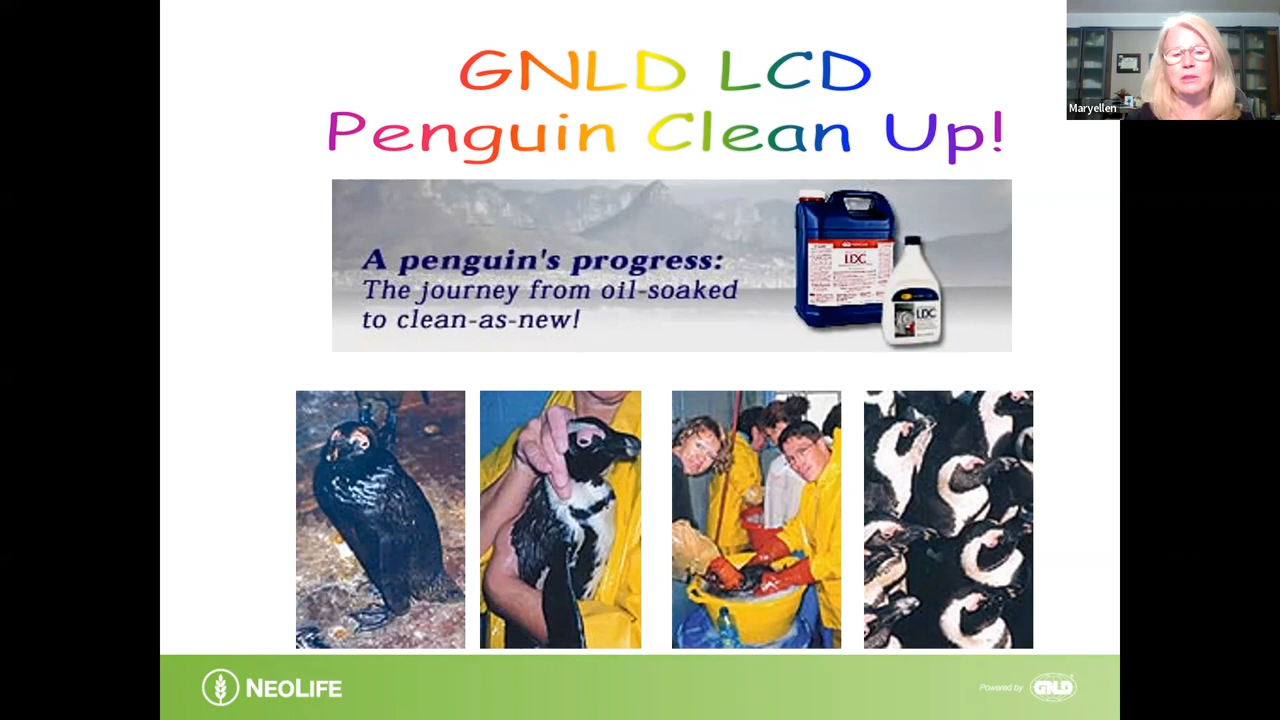 GNLD LCD
Penguin Clean Up!
Maryellen
A penguin's progress:
The journey from oil-soaked
to clean-as-new!
LDC
LDC
NEOLIFE
Powered by GNLD